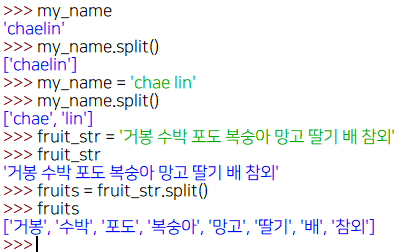 >>> my_name
'chaelin'
>>> my_name.split()
['chaelin']
>>> my_name = 'chae lin'
>>> my_name.split()
['chae', 'lin']
>>> fruit_str = '거봉 수박 포도 복숭아 망고 딸기 배 참외'
>>> fruit_str
'거봉 수박 포도 복숭아 망고 딸기 배 참외'
>>> fruits = fruit_str.split()
>>> fruits
['거봉', '수박', '포도', '복숭아', '망고', '딸기', '배', '참외']
>>>